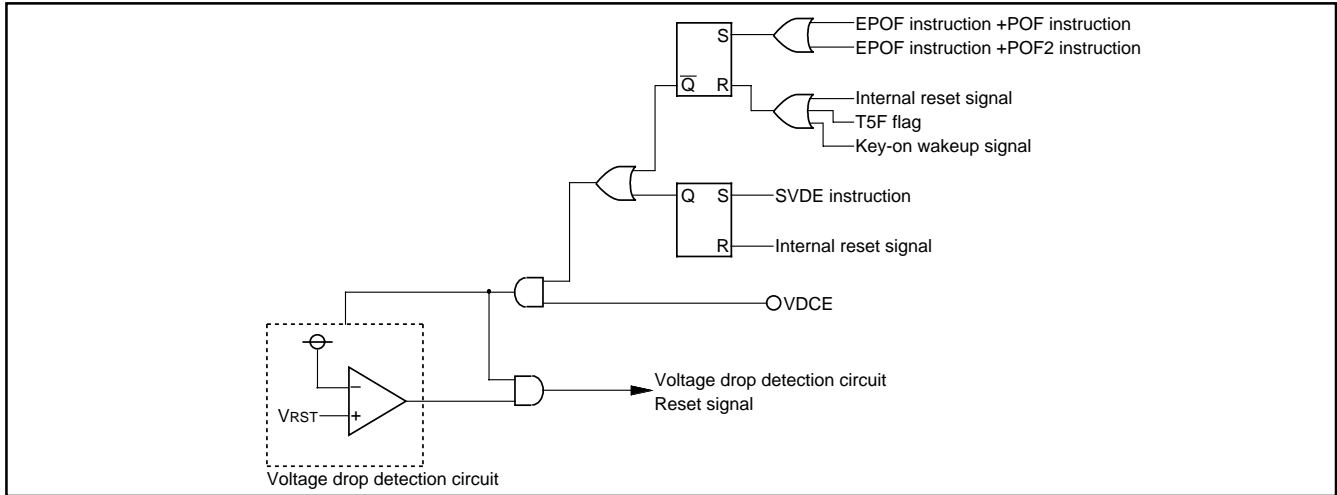 EPOF instruction +POF instruction
S
EPOF instruction +POF2 instruction
Q R
Internal reset signal
T5F flag
Key-on wakeup signal
Q S
SVDE instruction
R
Internal reset signal
VDCE
−
VRST
+
Voltage drop detection circuit
Reset signal
Voltage drop detection circuit